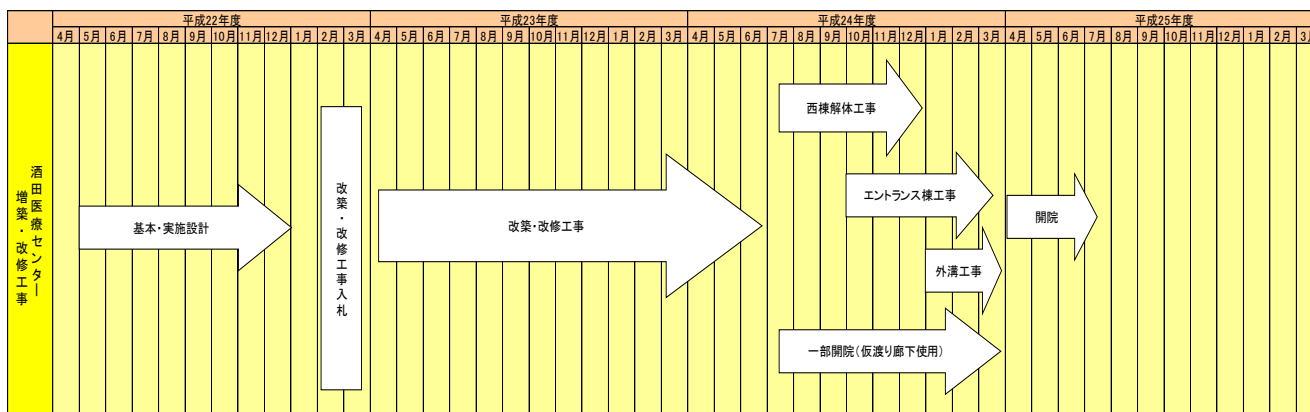 平成22年度 平成23年度 平成24年度 平成25年度
4月 5月 6月 7月 8月 9月 10月 11月 12月 1月 2月 3月 4月 5月 6月 7月 8月 9月 10月 11月 12月 1月 2月 3月 4月 5月 6月 7月 8月 9月 10月 11月 12月 1月 2月 3月 4月 5月 6月 7月 8月 9月 10月 11月 12月 1月 2月 3月
酒田医療センター
増築・改修工事
基本・実施設計
改築・改修工事入札
改築・改修工事
西棟解体工事
エントランス棟工事
外溝工事
一部開院(仮渡り廊下使用)
開院